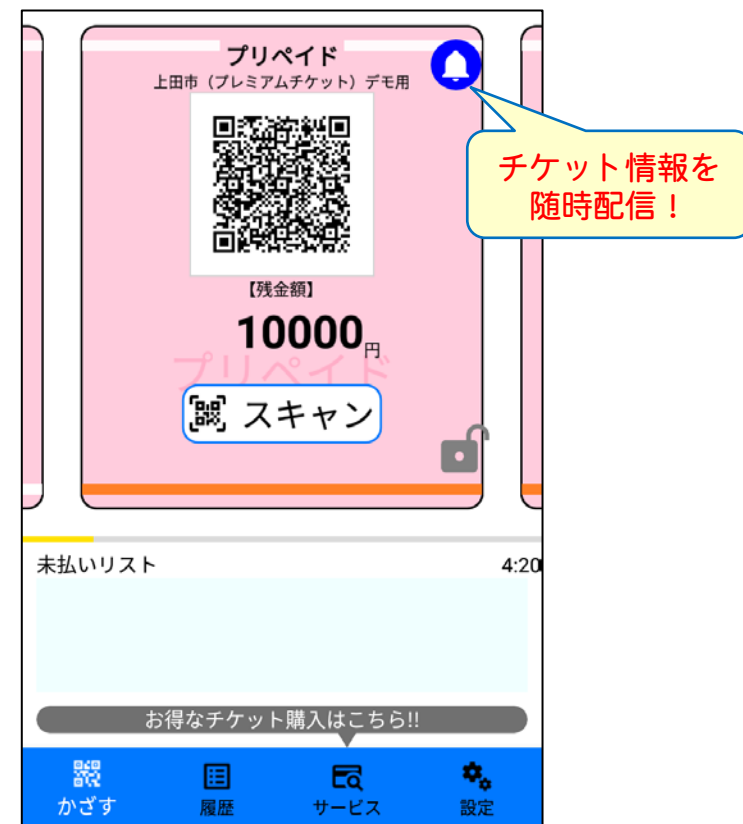 プリペイド
上田市（プレミアムチケット）デモ用
チケット情報を
随時配信！
【残金額】
10000円
プリペイド
スキャン
未払いリスト 4:20
お得なチケット購入はこちら!!
かざす 履歴 サービス 設定